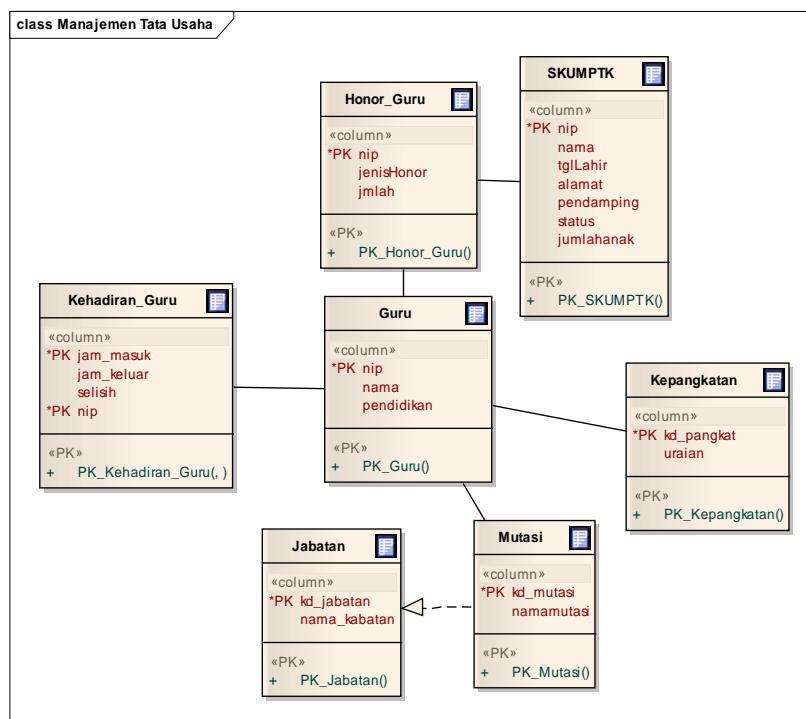 class Manajemen Tata Usaha
Honor_Guru
«column»
*PK nip
jenisHonor
jmlah
«PK»
+ PK_Honor_Guru()
SKUMPTK
«column»
*PK nip
nama
tglLahir
alamat
pendamping
status
jumlahanak
«PK»
+ PK_SKUMPTK()
Kehadiran_Guru
«column»
*PK jam_masuk
jam_keluar
selisih
*PK nip
«PK»
+ PK_Kehadiran_Guru(, )
Guru
«column»
*PK nip
nama
pendidikan
«PK»
+ PK_Guru()
Kepangkatan
«column»
*PK kd_pangkat
uraian
«PK»
+ PK_Kepangkatan()
Jabatan
«column»
*PK kd_jabatan
nama_kabatan
«PK»
+ PK_Jabatan()
Mutasi
«column»
*PK kd_mutasi
namamutasi
«PK»
+ PK_Mutasi()